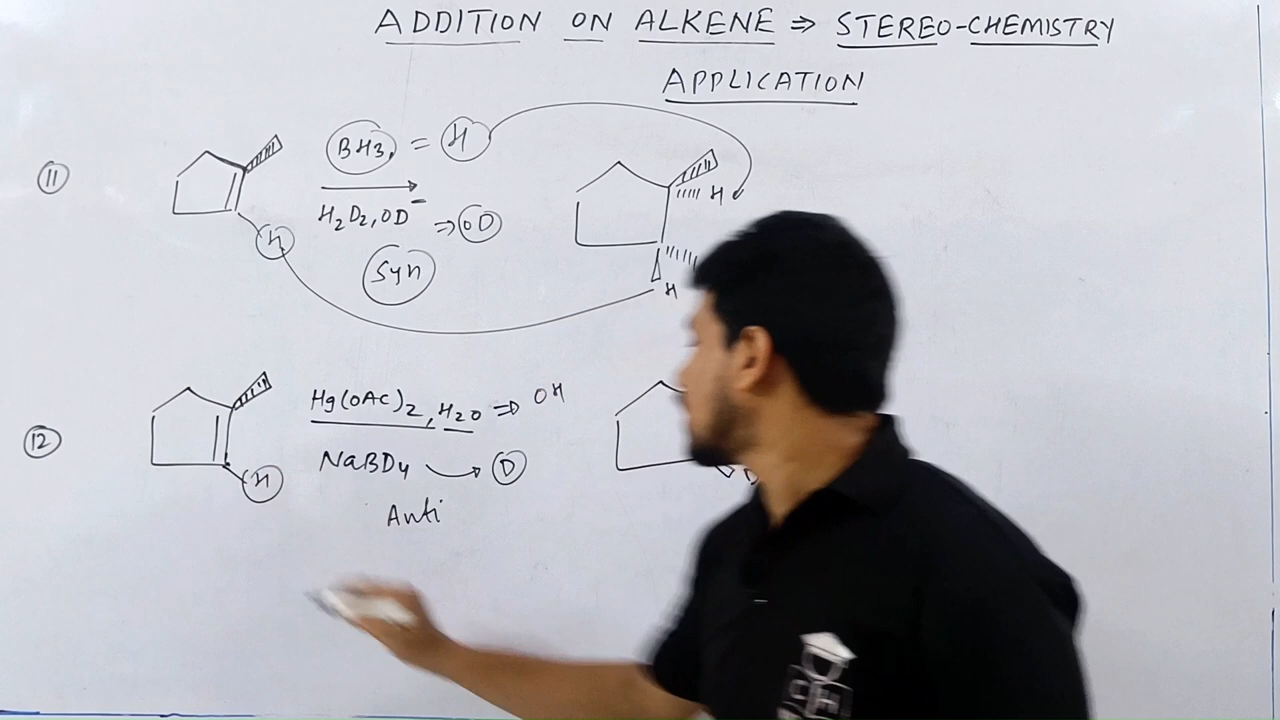 ADDITION ON ALKENE ⇒ STEREO-CHEMISTRY
APPLICATION
11
BH3, = H
H2D2, OD⁻ ⇒ OD
Syn
H
H
H
12
Hg(OAC)2, H2O ⇒ OH
NaBD4 → D
Anti
H